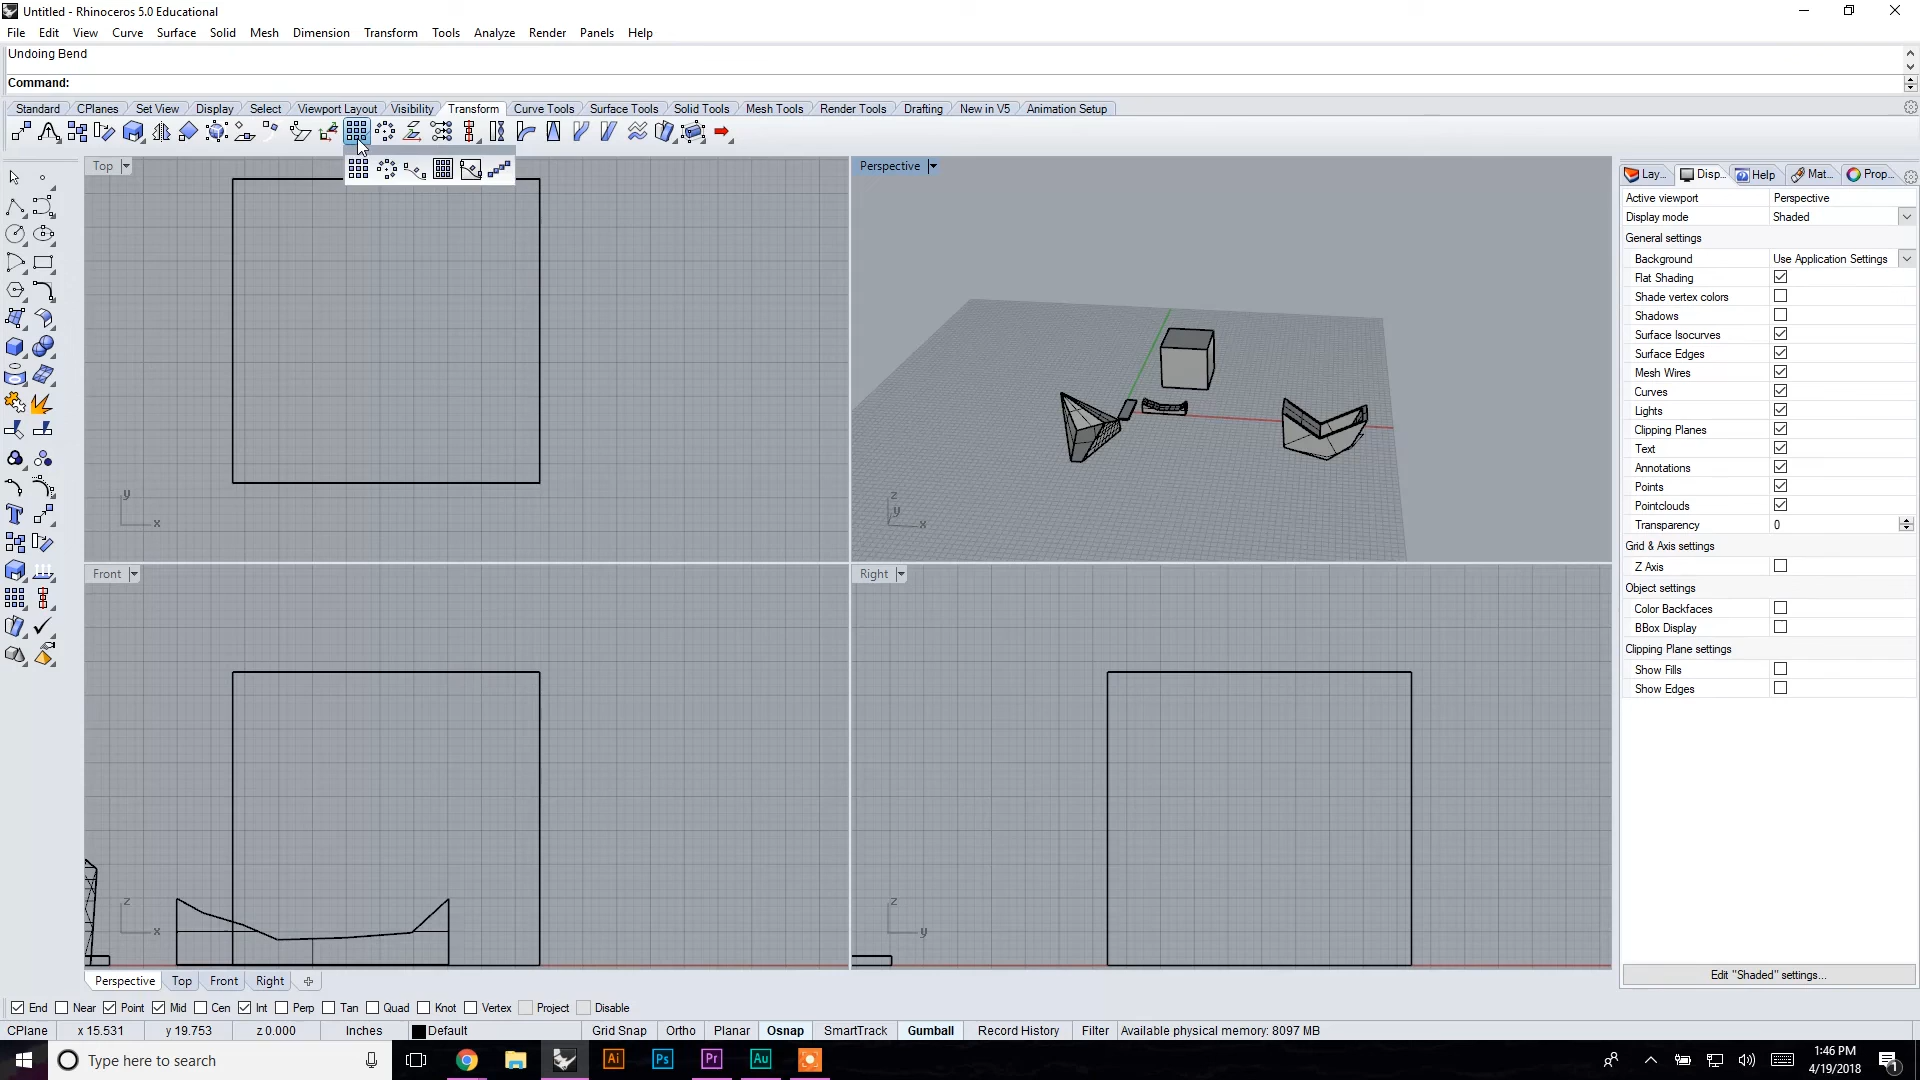 Untitled - Rhinoceros 5.0 Educational
File Edit View Curve Surface Solid Mesh Dimension Transform Tools Analyze Render Panels Help
Undoing Bend
Command:
Standard CPlanes Set View Display Select Viewport Layout Visibility Transform Curve Tools Surface Tools Solid Tools Mesh Tools Render Tools Drafting New in V5 Animation Setup
Top
Perspective
Lay... Disp... Help Mat... Prop...
Active viewport Perspective
Display mode Shaded
General settings
Background Use Application Settings
Flat Shading
Shade vertex colors
Shadows
Surface Isocurves
Surface Edges
Mesh Wires
Curves
Lights
Clipping Planes
Text
Annotations
Points
Pointclouds
Transparency 0
Grid & Axis settings
Z Axis
Object settings
Color Backfaces
BBox Display
Clipping Plane settings
Show Fills
Show Edges
Edit "Shaded" settings...
y
x
z
y
x
Front
Right
z
x
z
y
Perspective Top Front Right
End Near Point Mid Cen Int Perp Tan Quad Knot Vertex Project Disable
CPlane x 15.531 y 19.753 z 0.000 Inches Default Grid Snap Ortho Planar Osnap SmartTrack Gumball Record History Filter Available physical memory: 8097 MB
Type here to search
Ai Ps Pr Au
1:46 PM
4/19/2018
1